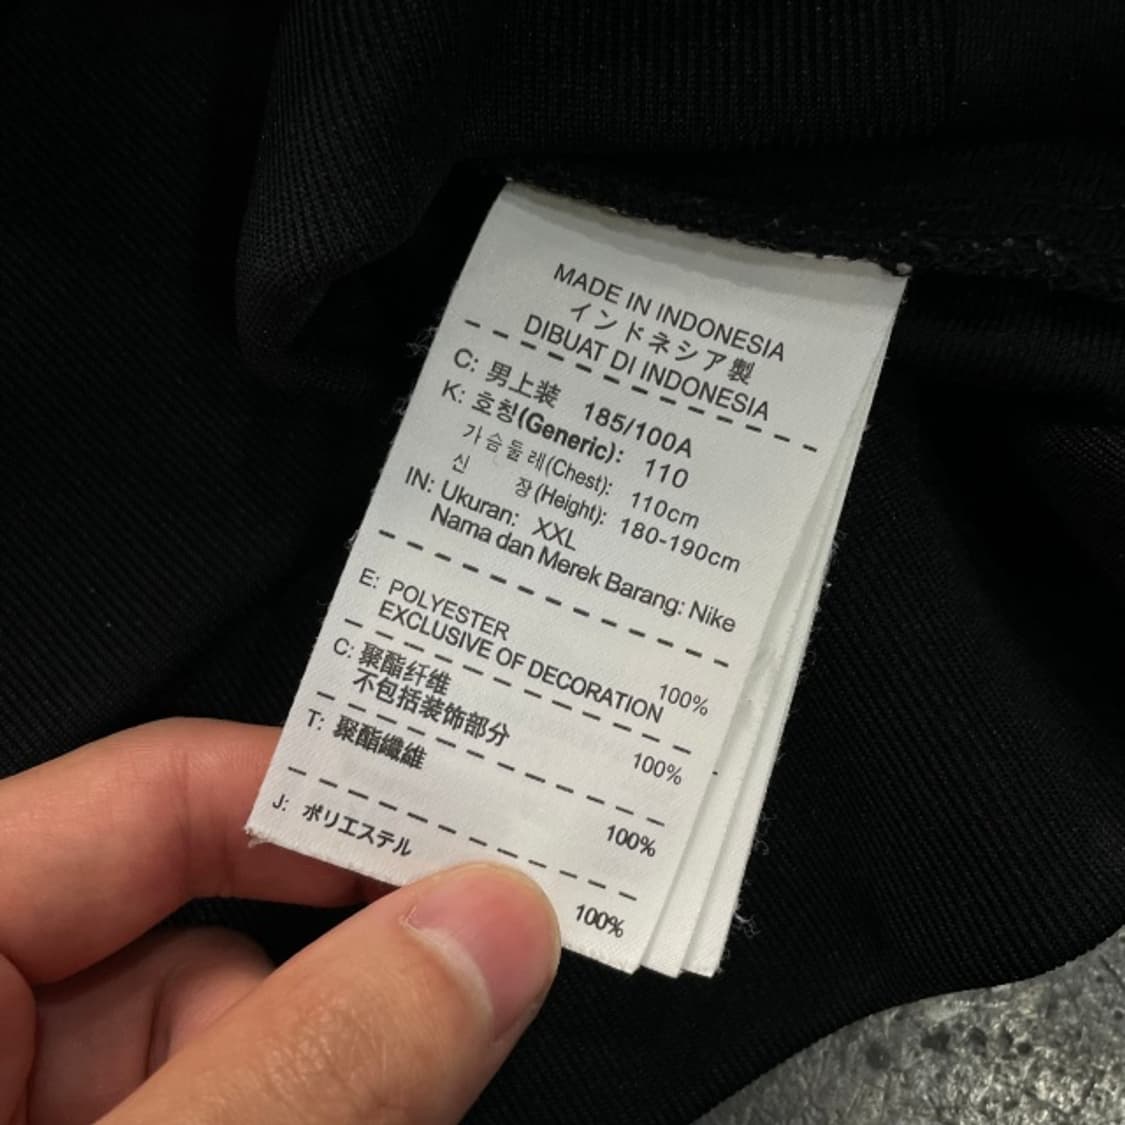 MADE IN INDONESIA
インドネシア製
DIBUAT DI INDONESIA
C: 男上装 185/100A
K: 호칭(Generic): 110
가슴둘레(Chest): 110cm
신 장(Height): 180-190cm
IN: Ukuran: XXL
Nama dan Merek Barang: Nike
E: POLYESTER 100%
EXCLUSIVE OF DECORATION
C: 聚酯纤维 100%
不包括装饰部分
T: 聚酯纖維 100%
J: ポリエステル 100%